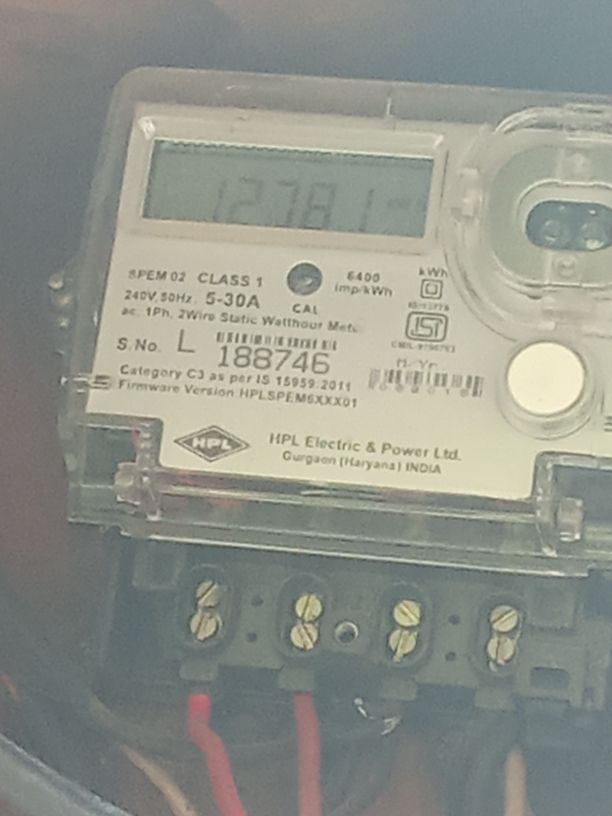 12781
SPEM 02 CLASS 1
6400
imp/kWh
kWh
240V, 50Hz. 5-30A
CAL
ac. 1Ph. 2Wire Static Watthour Mete
S. No. L 188746
M/Yr
Category C3 as per IS 15959:2011
Firmware Version:HPLSPEM6XXX01
HPL
HPL Electric & Power Ltd.
Gurgaon (Haryana) INDIA